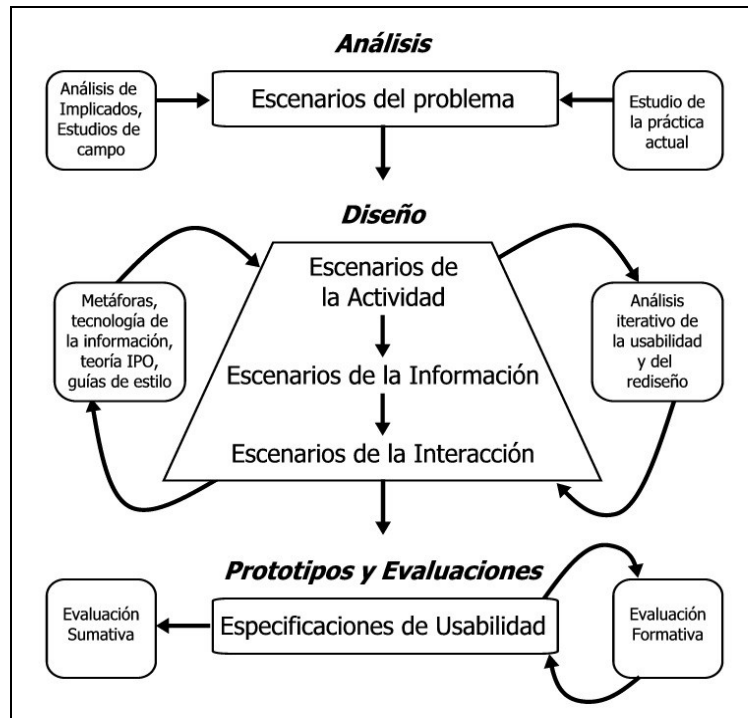 Análisis
Análisis de
Implicados,
Estudios de
campo
Escenarios del problema
Estudio de
la práctica
actual
Diseño
Metáforas,
tecnología de
la información,
teoría IPO,
guías de estilo
Escenarios de
la Actividad
Escenarios de la Información
Escenarios de la Interacción
Análisis
iterativo de
la usabilidad
y del
rediseño
Prototipos y Evaluaciones
Evaluación
Sumativa
Especificaciones de Usabilidad
Evaluación
Formativa